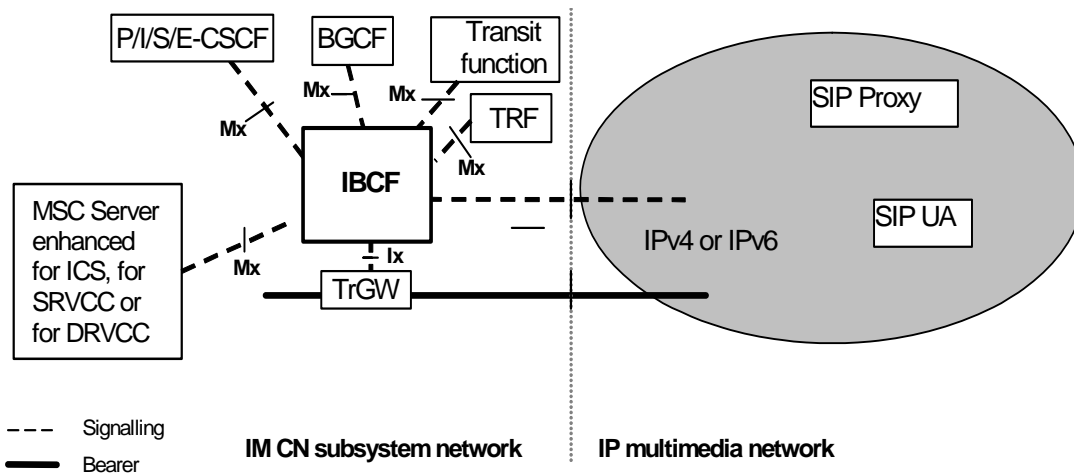 P/I/S/E-CSCF
BGCF
Transit
function
TRF
Mx
Mx
Mx
Mx
IBCF
SIP Proxy
SIP UA
IPv4 or IPv6
MSC Server
enhanced
for ICS, for
SRVCC or
for DRVCC
Mx
Ix
TrGW
Signalling
Bearer
IM CN subsystem network
IP multimedia network